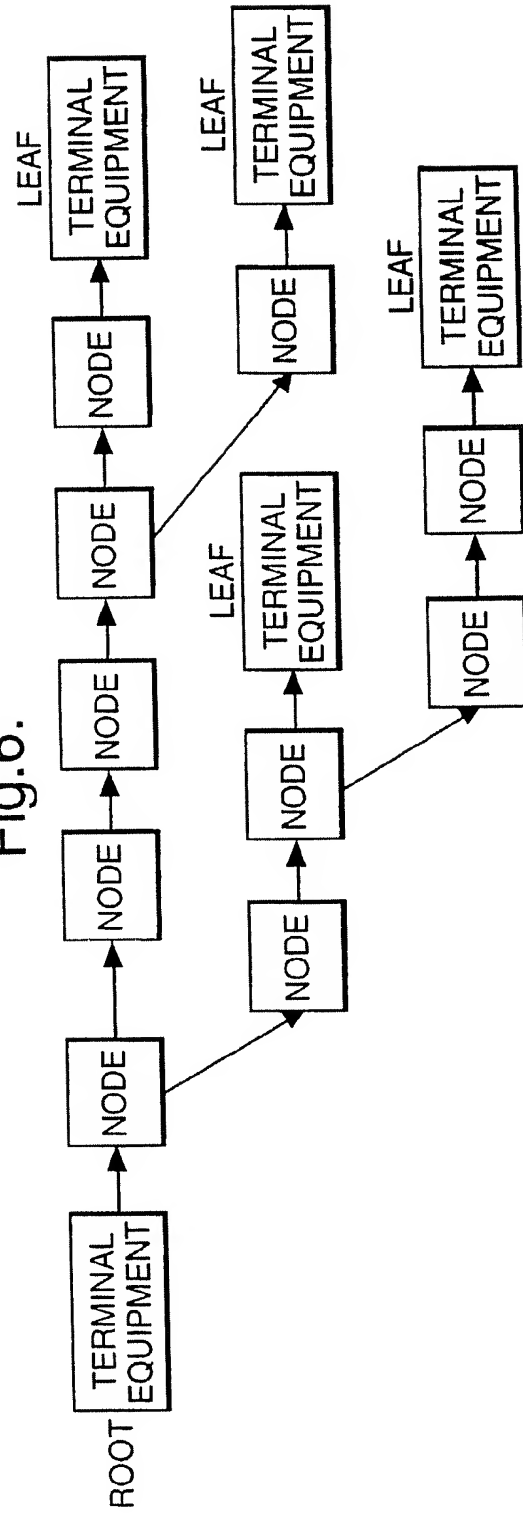 Fig.6.
ROOT
TERMINAL
EQUIPMENT
NODE
NODE
NODE
NODE
NODE
LEAF
TERMINAL
EQUIPMENT
NODE
NODE
LEAF
TERMINAL
EQUIPMENT
NODE
LEAF
TERMINAL
EQUIPMENT
NODE
NODE
LEAF
TERMINAL
EQUIPMENT